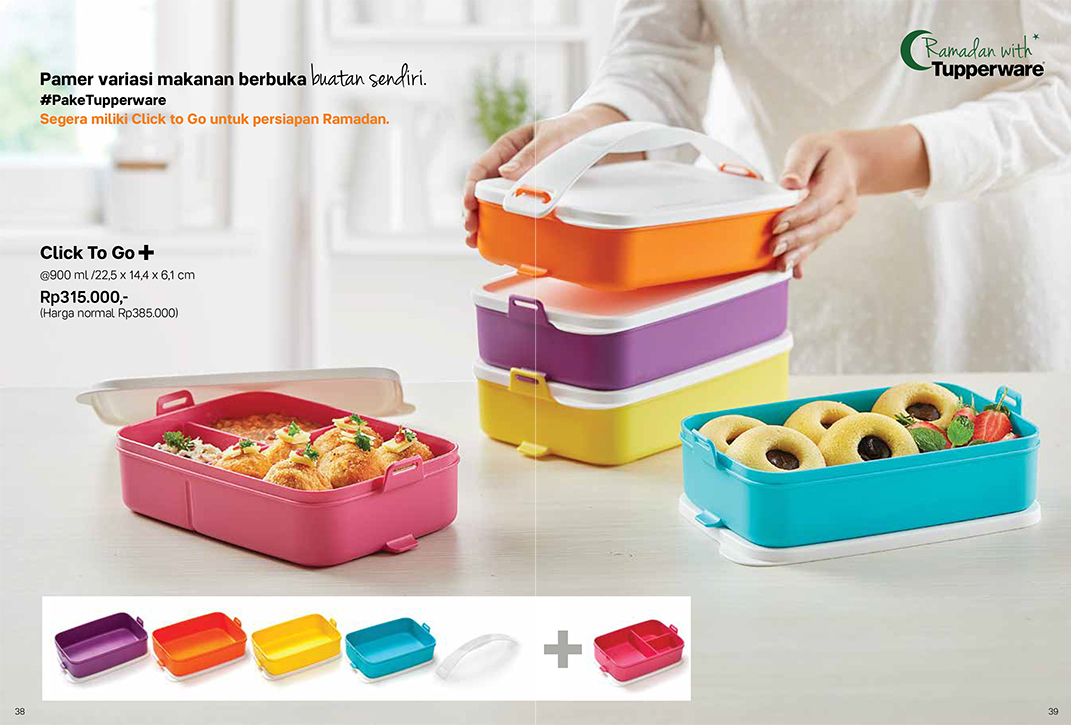 Pamer variasi makanan berbuka buatan sendiri.
#PakeTupperware
Segera miliki Click to Go untuk persiapan Ramadan.
Ramadan with
Tupperware
Click To Go+
@900 ml /22,5 x 14,4 x 6,1 cm
Rp315.000,-
(Harga normal Rp385.000)
+
38
39